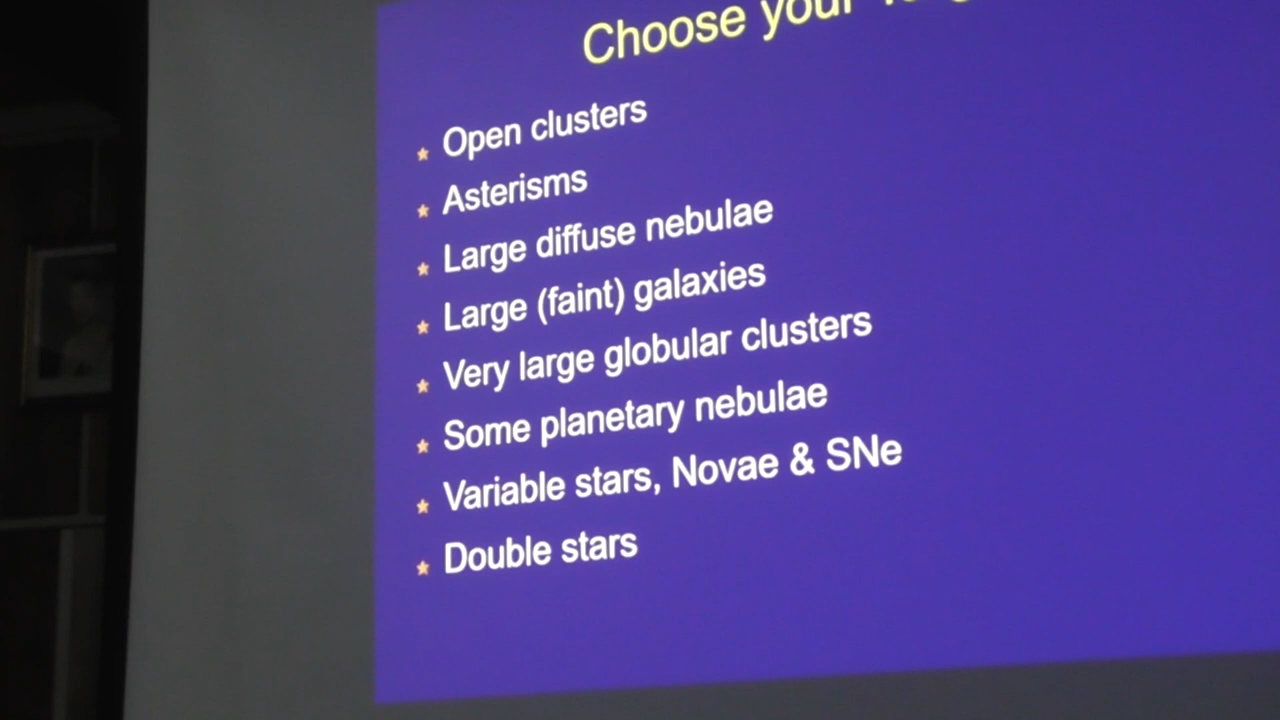 Choose your
Open clusters
Asterisms
Large diffuse nebulae
Large (faint) galaxies
Very large globular clusters
Some planetary nebulae
Variable stars, Novae & SNe
Double stars